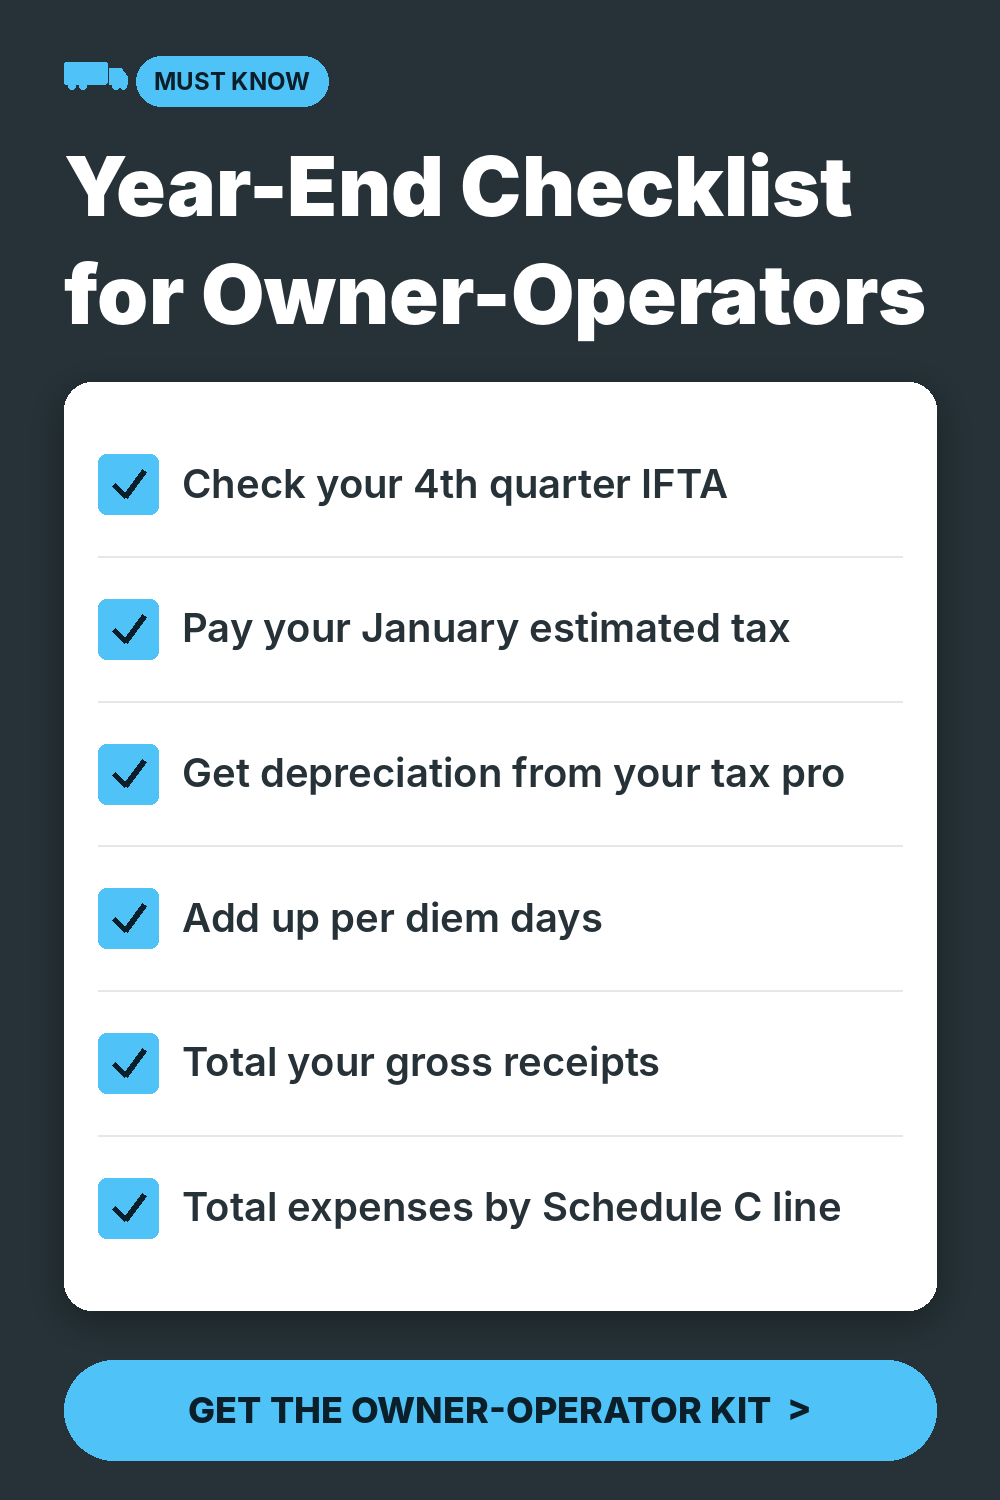 MUST KNOW
Year-End Checklist
for Owner-Operators
Check your 4th quarter IFTA
Pay your January estimated tax
Get depreciation from your tax pro
Add up per diem days
Total your gross receipts
Total expenses by Schedule C line
GET THE OWNER-OPERATOR KIT >